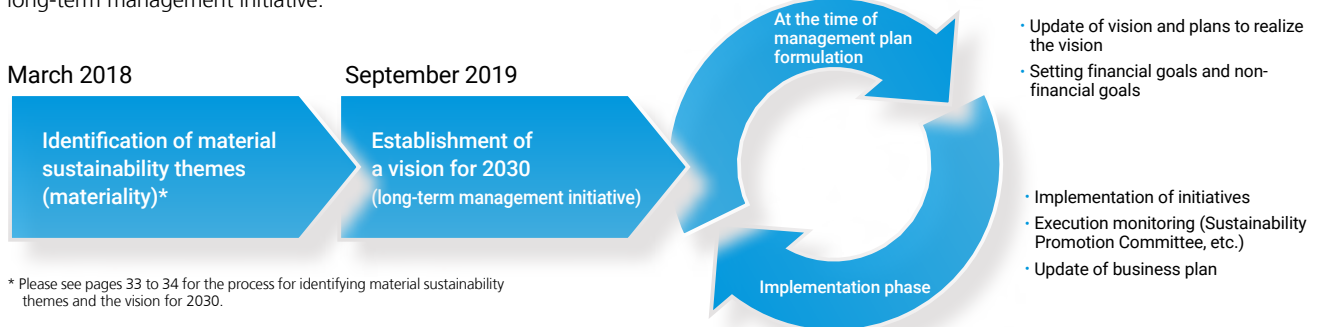 long-term management initiative.
March 2018
Identification of material
sustainability themes
(materiality)*
September 2019
Establishment of
a vision for 2030
(long-term management initiative)
At the time of
management plan
formulation
· Update of vision and plans to realize
the vision
· Setting financial goals and non-
financial goals
Implementation phase
· Implementation of initiatives
· Execution monitoring (Sustainability
Promotion Committee, etc.)
· Update of business plan
* Please see pages 33 to 34 for the process for identifying material sustainability
themes and the vision for 2030.